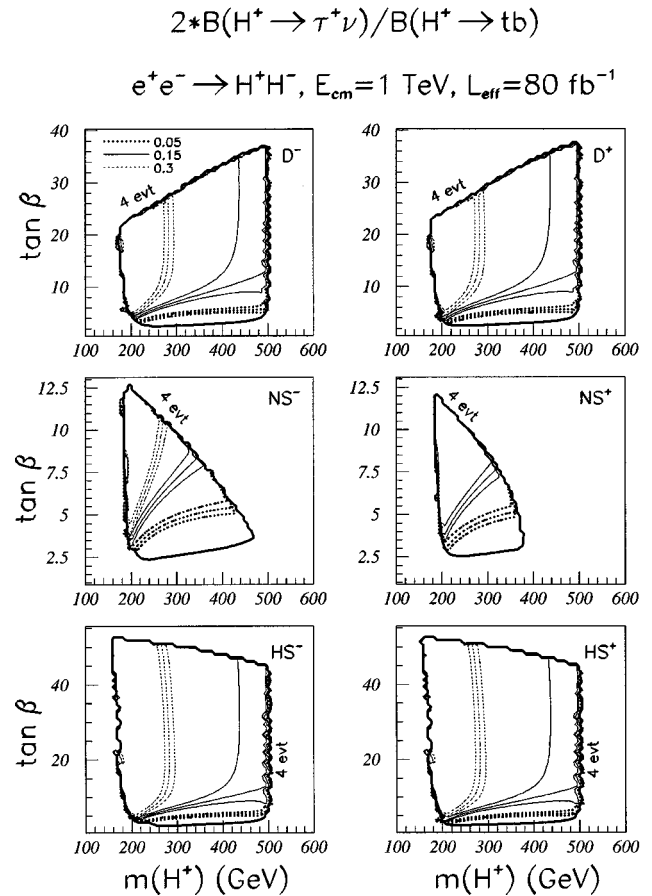 2*B(H⁺ → τ⁺ν)/B(H⁺ → tb)
e⁺e⁻ → H⁺H⁻, E_cm=1 TeV, L_eff=80 fb⁻¹
0.05
0.15
0.3
D⁻
4 evt
tan β
40
30
20
10
100 200 300 400 500 600
D⁺
4 evt
40
30
20
10
100 200 300 400 500 600
NS⁻
4 evt
tan β
12.5
10
7.5
5
2.5
100 200 300 400 500 600
NS⁺
4 evt
12.5
10
7.5
5
2.5
100 200 300 400 500 600
HS⁻
4 evt
tan β
40
20
100 200 300 400 500 600
m(H⁺) (GeV)
HS⁺
4 evt
40
20
100 200 300 400 500 600
m(H⁺) (GeV)